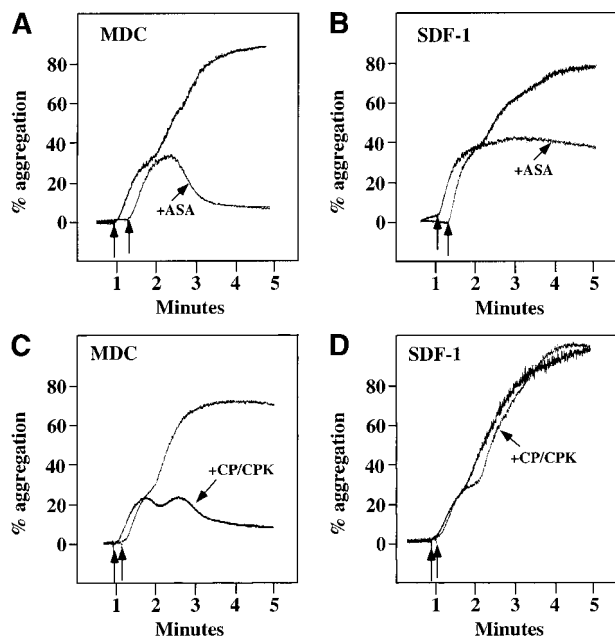 A
MDC
% aggregation
80
60
40
20
0
+ASA
1 2 3 4 5
Minutes
B
SDF-1
% aggregation
80
60
40
20
0
+ASA
1 2 3 4 5
Minutes
C
MDC
% aggregation
80
60
40
20
0
+CP/CPK
1 2 3 4 5
Minutes
D
SDF-1
% aggregation
80
60
40
20
0
+CP/CPK
1 2 3 4 5
Minutes